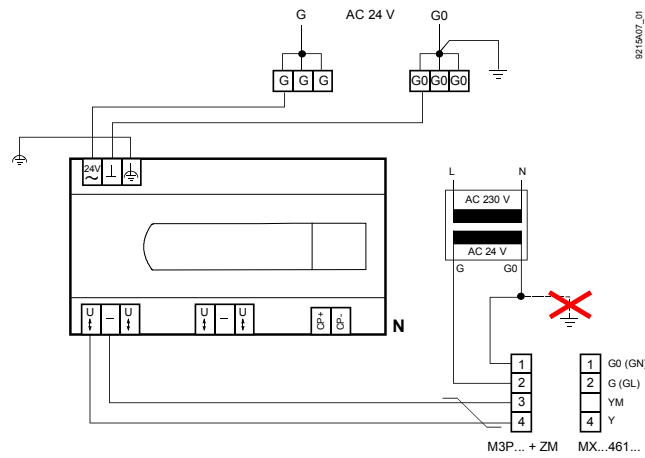 G AC 24 V G0
9215A07_01
G G G G0 G0 G0
24V
~ ⊥
L N
AC 230 V
AC 24 V
G G0
U – U U – U CP+ CP- N
1 1 G0 (GN)
2 2 G (GL)
3 YM
4 4 Y
M3P... + ZM MX...461...